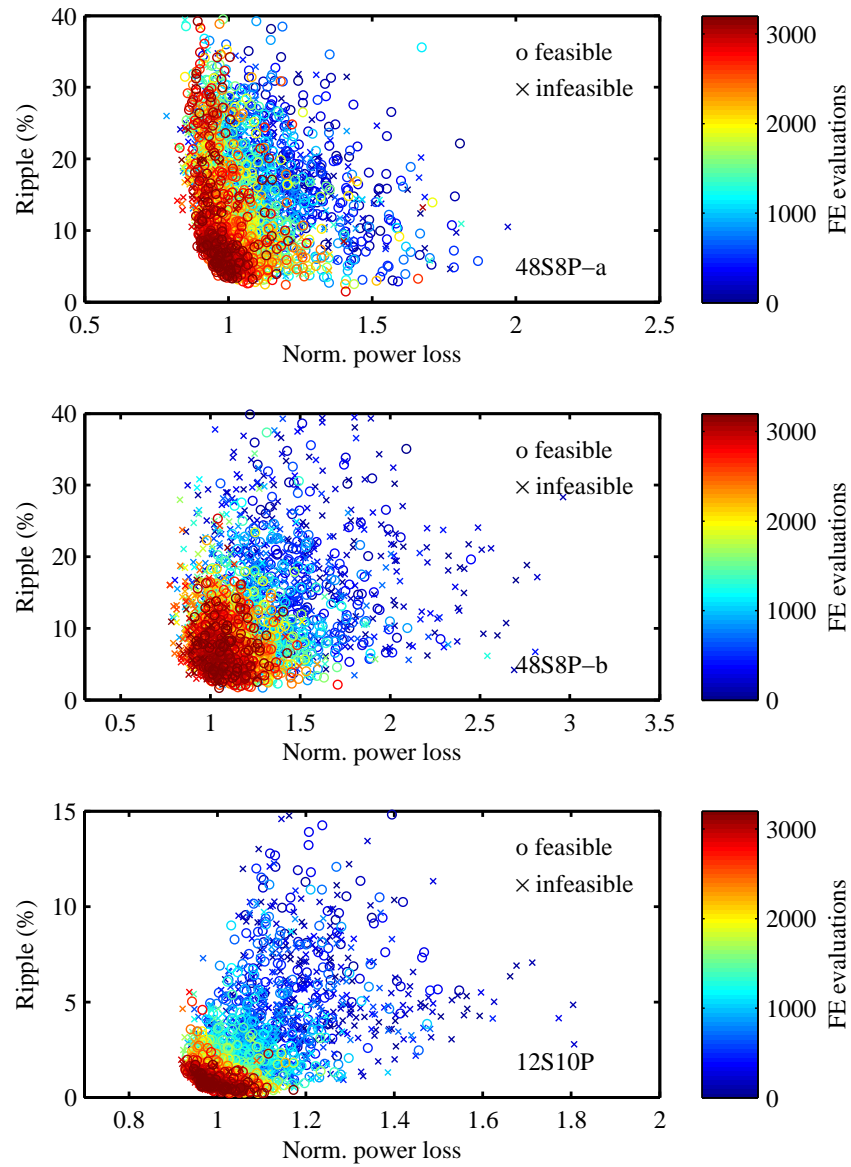 40
30
20
10
0
Ripple (%)
0.5 1 1.5 2 2.5
Norm. power loss
o feasible
× infeasible
48S8P−a
3000
2000
1000
0
FE evaluations
40
30
20
10
0
Ripple (%)
0.5 1 1.5 2 2.5 3 3.5
Norm. power loss
o feasible
× infeasible
48S8P−b
3000
2000
1000
0
FE evaluations
15
10
5
0
Ripple (%)
0.8 1 1.2 1.4 1.6 1.8 2
Norm. power loss
o feasible
× infeasible
12S10P
3000
2000
1000
0
FE evaluations